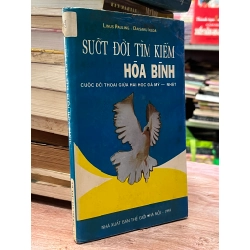 LINUS PAULING - DAISAKU IKEDA
SUỐT ĐỜI TÌM KIẾM
HÒA BÌNH
CUỘC ĐỐI THOẠI GIỮA HAI HỌC GIẢ MỸ — NHẬT
NHÀ XUẤT BẢN THẾ GIỚI HÀ NỘI